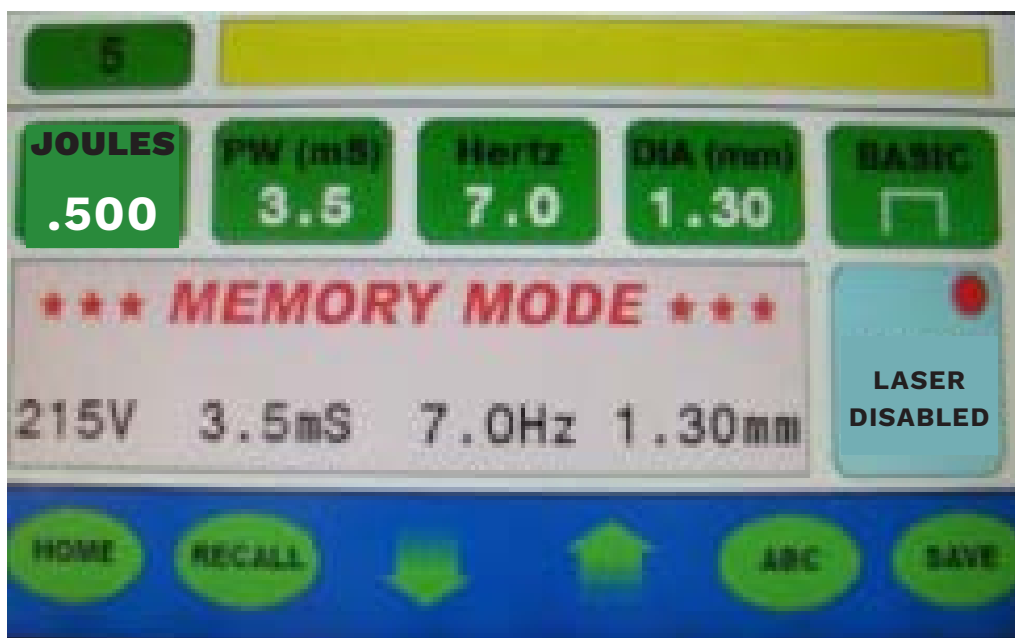 5
JOULES PW (mS) Hertz DIA (mm) BASIC
.500 3.5 7.0 1.30
*** MEMORY MODE ***
LASER
DISABLED
215V 3.5mS 7.0Hz 1.30mm
HOME RECALL ABC SAVE